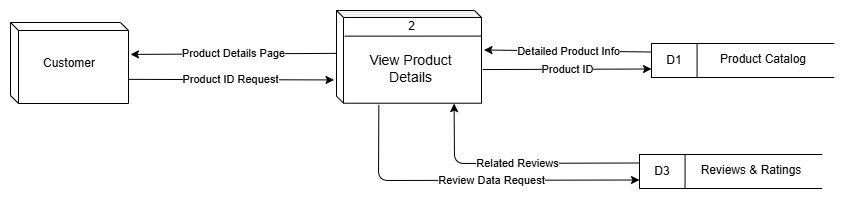 2
Customer
Product Details Page
Product ID Request
View Product
Details
Detailed Product Info
Product ID
D1
Product Catalog
Related Reviews
Review Data Request
D3
Reviews & Ratings